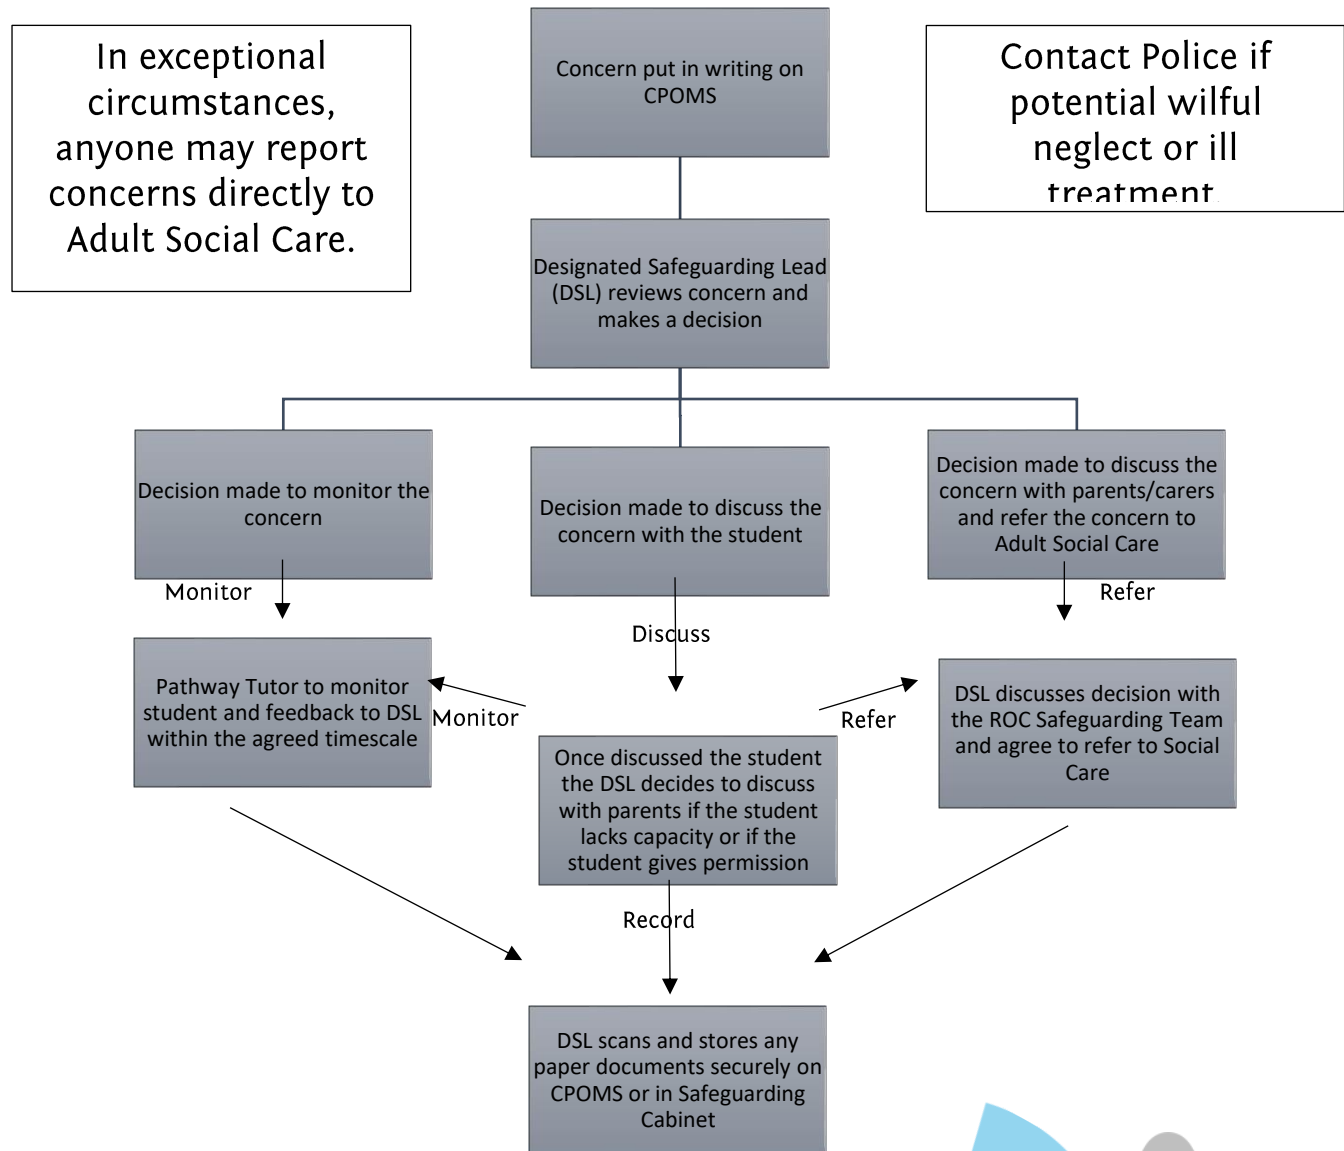 In exceptional
circumstances,
anyone may report
concerns directly to
Adult Social Care.
Concern put in writing on
CPOMS
Contact Police if
potential wilful
neglect or ill
treatment.
Designated Safeguarding Lead
(DSL) reviews concern and
makes a decision
Decision made to monitor the
concern
Decision made to discuss the
concern with the student
Decision made to discuss the
concern with parents/carers
and refer the concern to
Adult Social Care
Monitor
Discuss
Refer
Pathway Tutor to monitor
student and feedback to DSL
within the agreed timescale
Monitor
Refer
Once discussed the student
the DSL decides to discuss
with parents if the student
lacks capacity or if the
student gives permission
DSL discusses decision with
the ROC Safeguarding Team
and agree to refer to Social
Care
Record
DSL scans and stores any
paper documents securely on
CPOMS or in Safeguarding
Cabinet